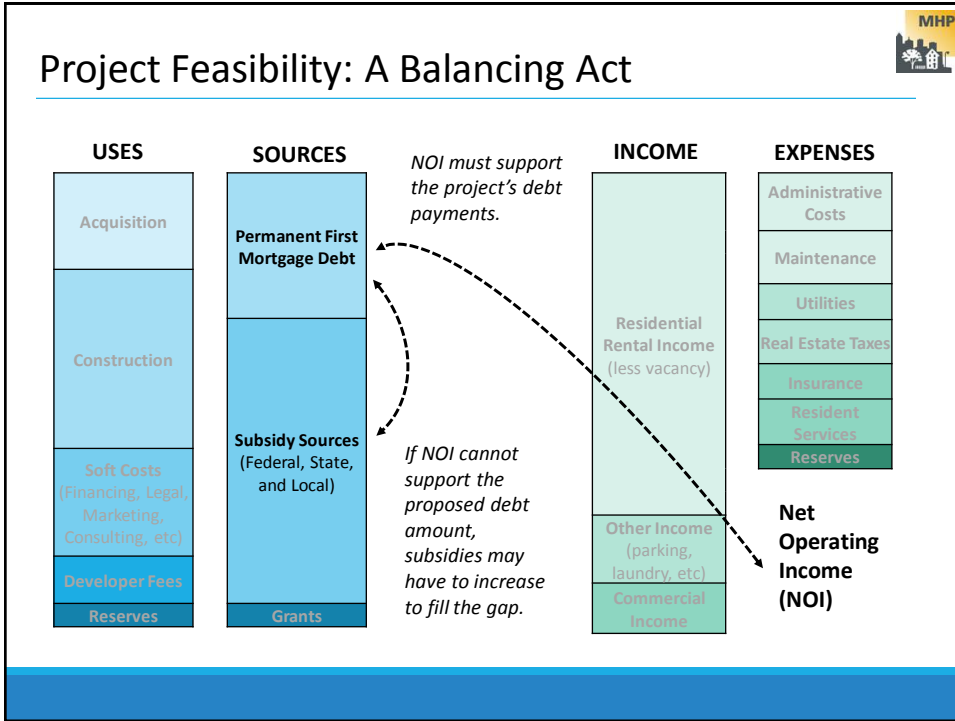 MHP
Project Feasibility: A Balancing Act
USES
Acquisition
Construction
Soft Costs
(Financing, Legal,
Marketing,
Consulting, etc)
Developer Fees
Reserves
SOURCES
Permanent First
Mortgage Debt
Subsidy Sources
(Federal, State,
and Local)
Grants
NOI must support
the project’s debt
payments.
If NOI cannot
support the
proposed debt
amount,
subsidies may
have to increase
to fill the gap.
INCOME
Residential
Rental Income
(less vacancy)
Other Income
(parking,
laundry, etc)
Commercial
Income
EXPENSES
Administrative
Costs
Maintenance
Utilities
Real Estate Taxes
Insurance
Resident
Services
Reserves
Net
Operating
Income
(NOI)